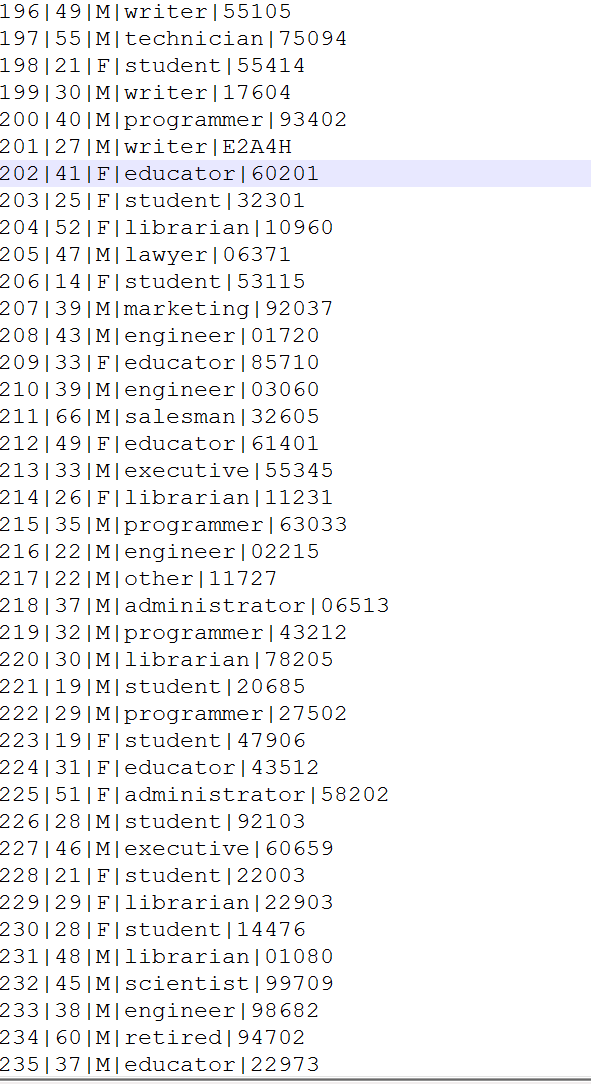 196|49|M|writer|55105
197|55|M|technician|75094
198|21|F|student|55414
199|30|M|writer|17604
200|40|M|programmer|93402
201|27|M|writer|E2A4H
202|41|F|educator|60201
203|25|F|student|32301
204|52|F|librarian|10960
205|47|M|lawyer|06371
206|14|F|student|53115
207|39|M|marketing|92037
208|43|M|engineer|01720
209|33|F|educator|85710
210|39|M|engineer|03060
211|66|M|salesman|32605
212|49|F|educator|61401
213|33|M|executive|55345
214|26|F|librarian|11231
215|35|M|programmer|63033
216|22|M|engineer|02215
217|22|M|other|11727
218|37|M|administrator|06513
219|32|M|programmer|43212
220|30|M|librarian|78205
221|19|M|student|20685
222|29|M|programmer|27502
223|19|F|student|47906
224|31|F|educator|43512
225|51|F|administrator|58202
226|28|M|student|92103
227|46|M|executive|60659
228|21|F|student|22003
229|29|F|librarian|22903
230|28|F|student|14476
231|48|M|librarian|01080
232|45|M|scientist|99709
233|38|M|engineer|98682
234|60|M|retired|94702
235|37|M|educator|22973